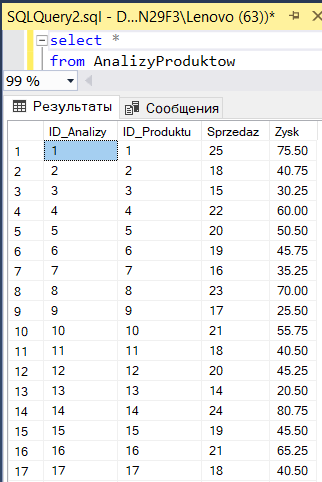 SQLQuery2.sql - D...N29F3\Lenovo (63))*
select *
from AnalizyProduktow
99 %
Результаты Сообщения
ID_Analizy ID_Produktu Sprzedaz Zysk
1 1 1 25 75.50
2 2 2 18 40.75
3 3 3 15 30.25
4 4 4 22 60.00
5 5 5 20 50.50
6 6 6 19 45.75
7 7 7 16 35.25
8 8 8 23 70.00
9 9 9 17 25.50
10 10 10 21 55.75
11 11 11 18 40.50
12 12 12 20 45.25
13 13 13 14 20.50
14 14 14 24 80.75
15 15 15 19 45.50
16 16 16 21 65.25
17 17 17 18 40.50